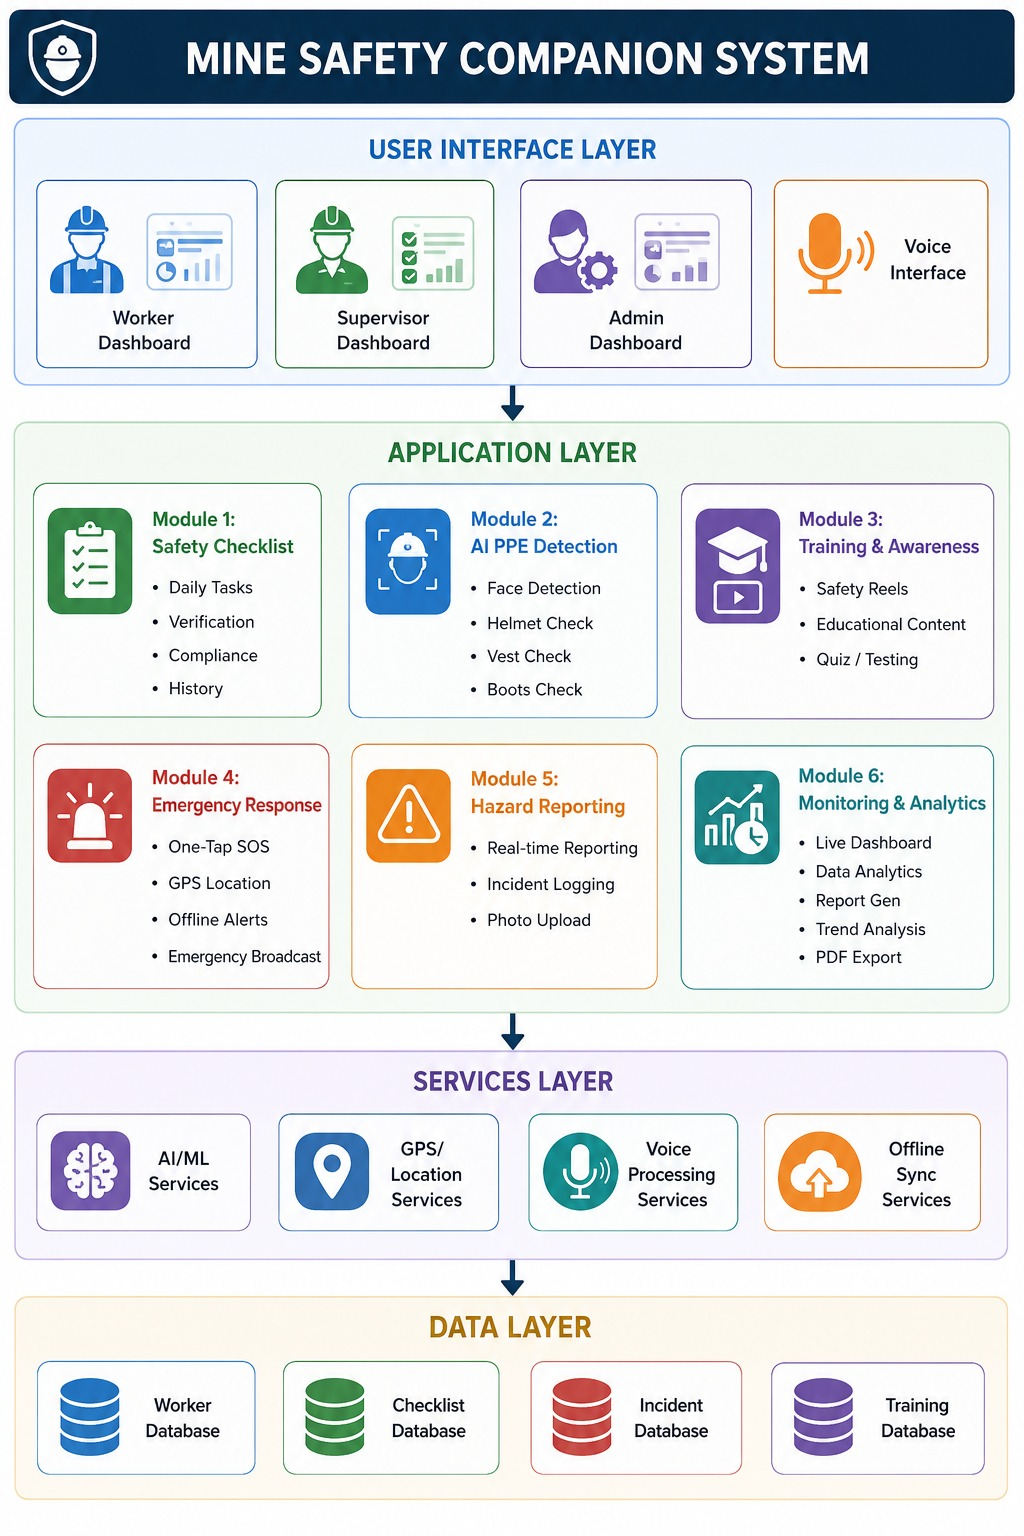 MINE SAFETY COMPANION SYSTEM
USER INTERFACE LAYER
Worker
Dashboard
Supervisor
Dashboard
Admin
Dashboard
Voice
Interface
APPLICATION LAYER
Module 1:
Safety Checklist
• Daily Tasks
• Verification
• Compliance
• History
Module 2:
AI PPE Detection
• Face Detection
• Helmet Check
• Vest Check
• Boots Check
Module 3:
Training & Awareness
• Safety Reels
• Educational Content
• Quiz / Testing
Module 4:
Emergency Response
• One-Tap SOS
• GPS Location
• Offline Alerts
• Emergency Broadcast
Module 5:
Hazard Reporting
• Real-time Reporting
• Incident Logging
• Photo Upload
Module 6:
Monitoring & Analytics
• Live Dashboard
• Data Analytics
• Report Gen
• Trend Analysis
• PDF Export
SERVICES LAYER
AI/ML
Services
GPS/
Location
Services
Voice
Processing
Services
Offline
Sync
Services
DATA LAYER
Worker
Database
Checklist
Database
Incident
Database
Training
Database